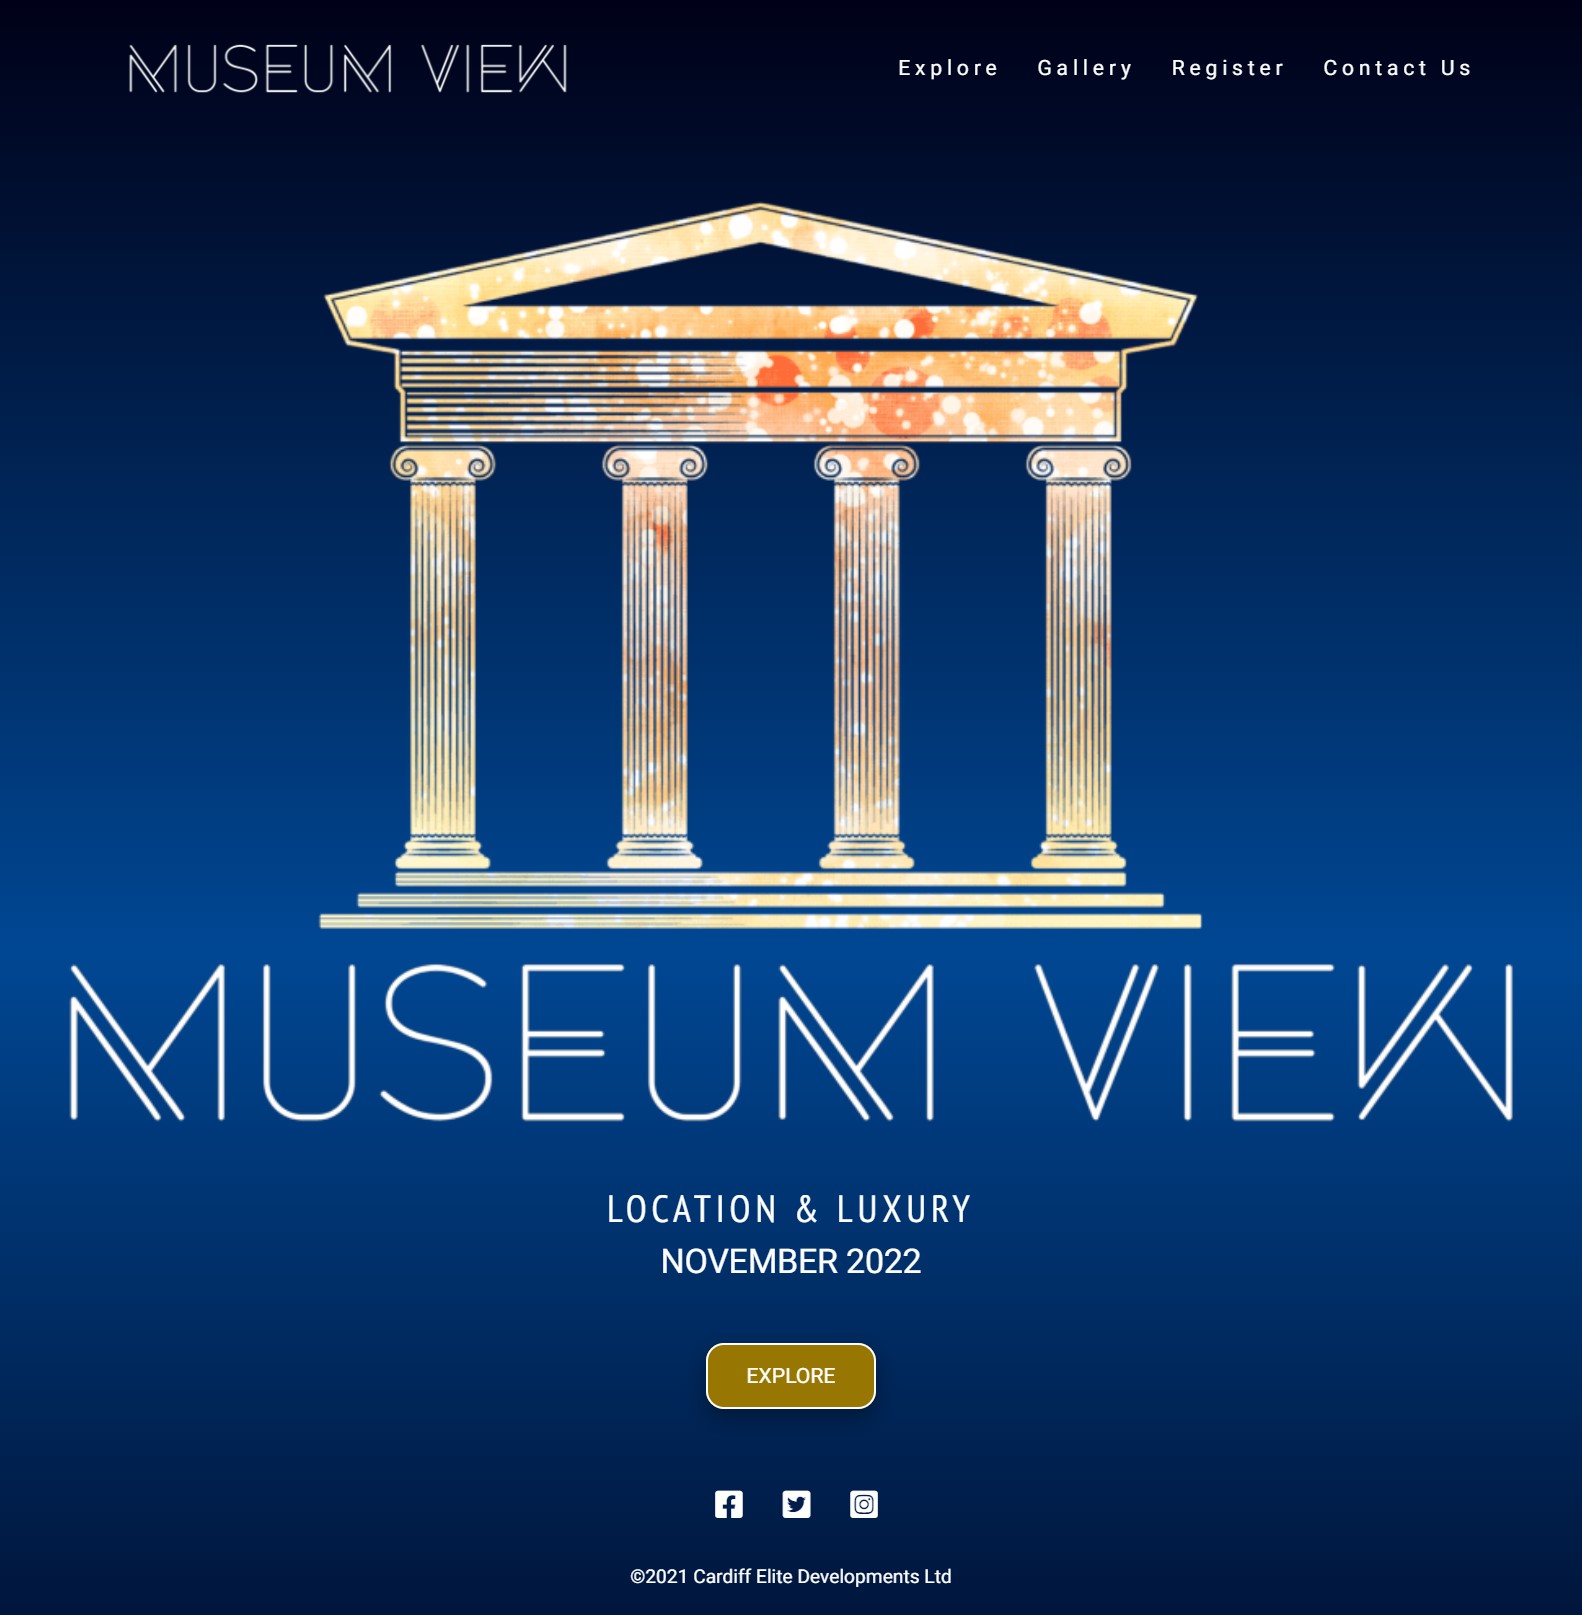 MUSEUM VIEW
Explore Gallery Register Contact Us
MUSEUM VIEW
LOCATION & LUXURY
NOVEMBER 2022
EXPLORE
©2021 Cardiff Elite Developments Ltd